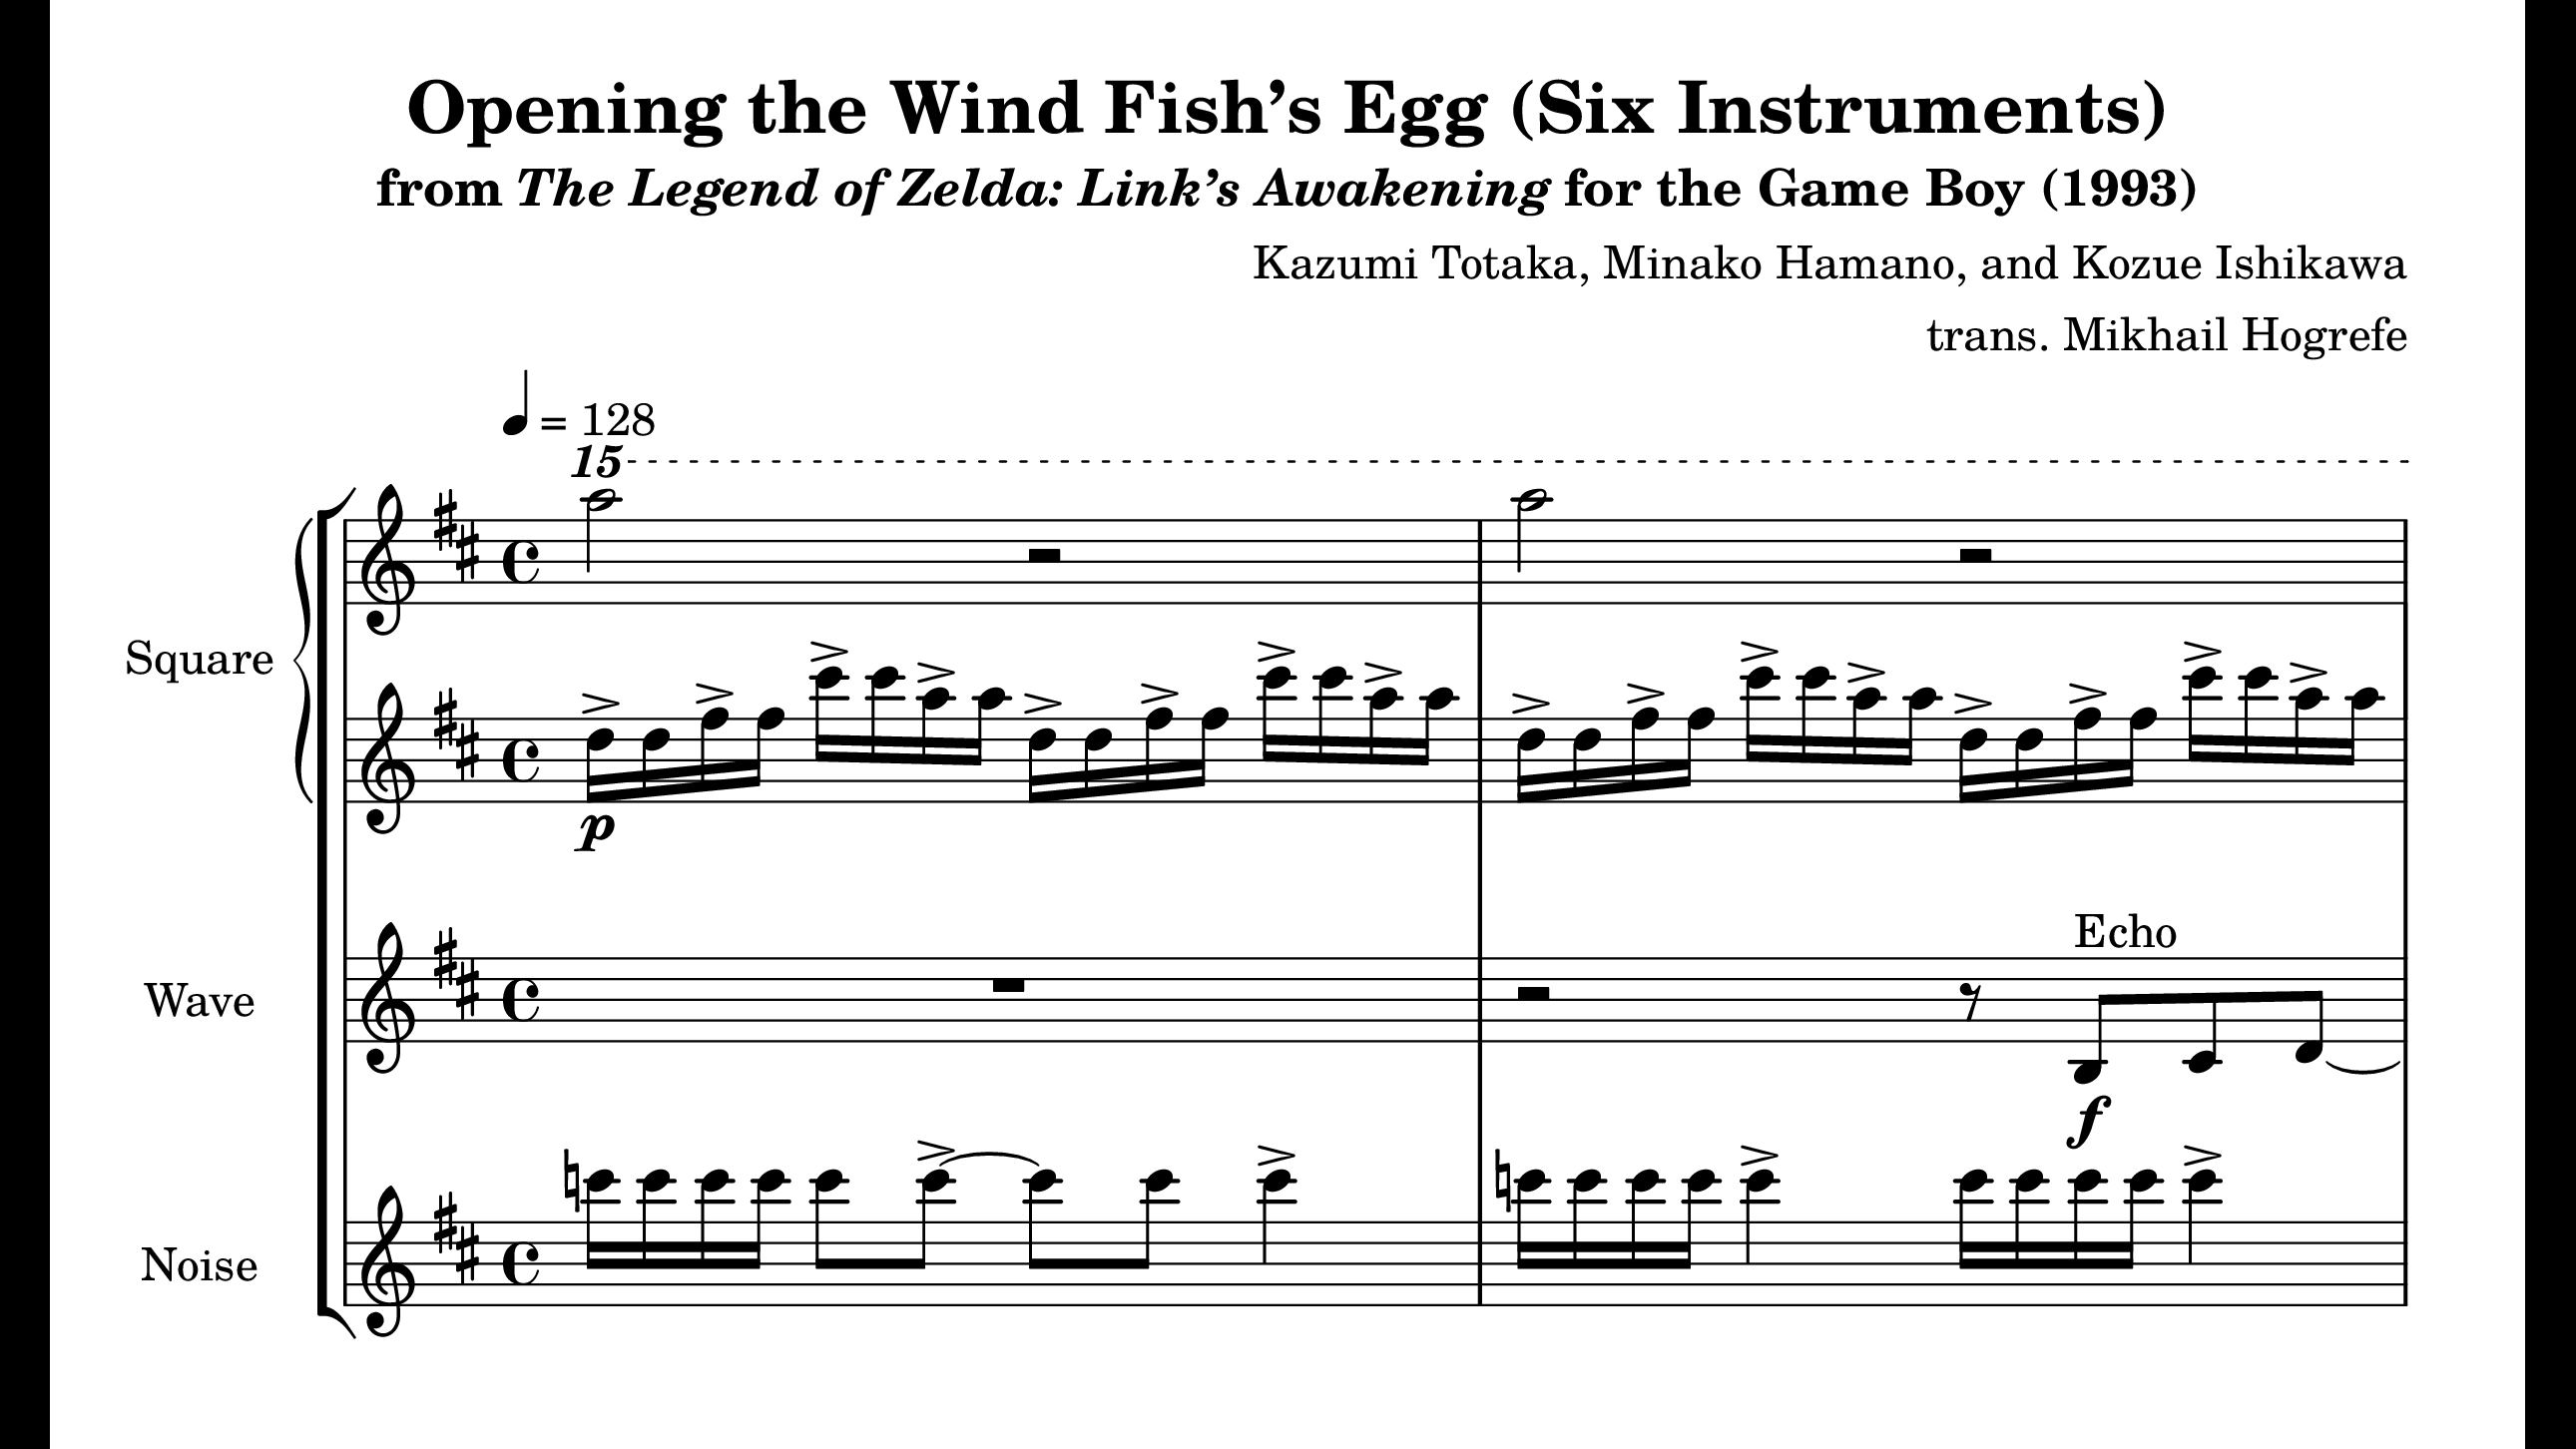 Opening the Wind Fish’s Egg (Six Instruments)
from The Legend of Zelda: Link’s Awakening for the Game Boy (1993)
Kazumi Totaka, Minako Hamano, and Kozue Ishikawa
trans. Mikhail Hogrefe
= 128
15
Square
p
Echo
Wave
f
Noise